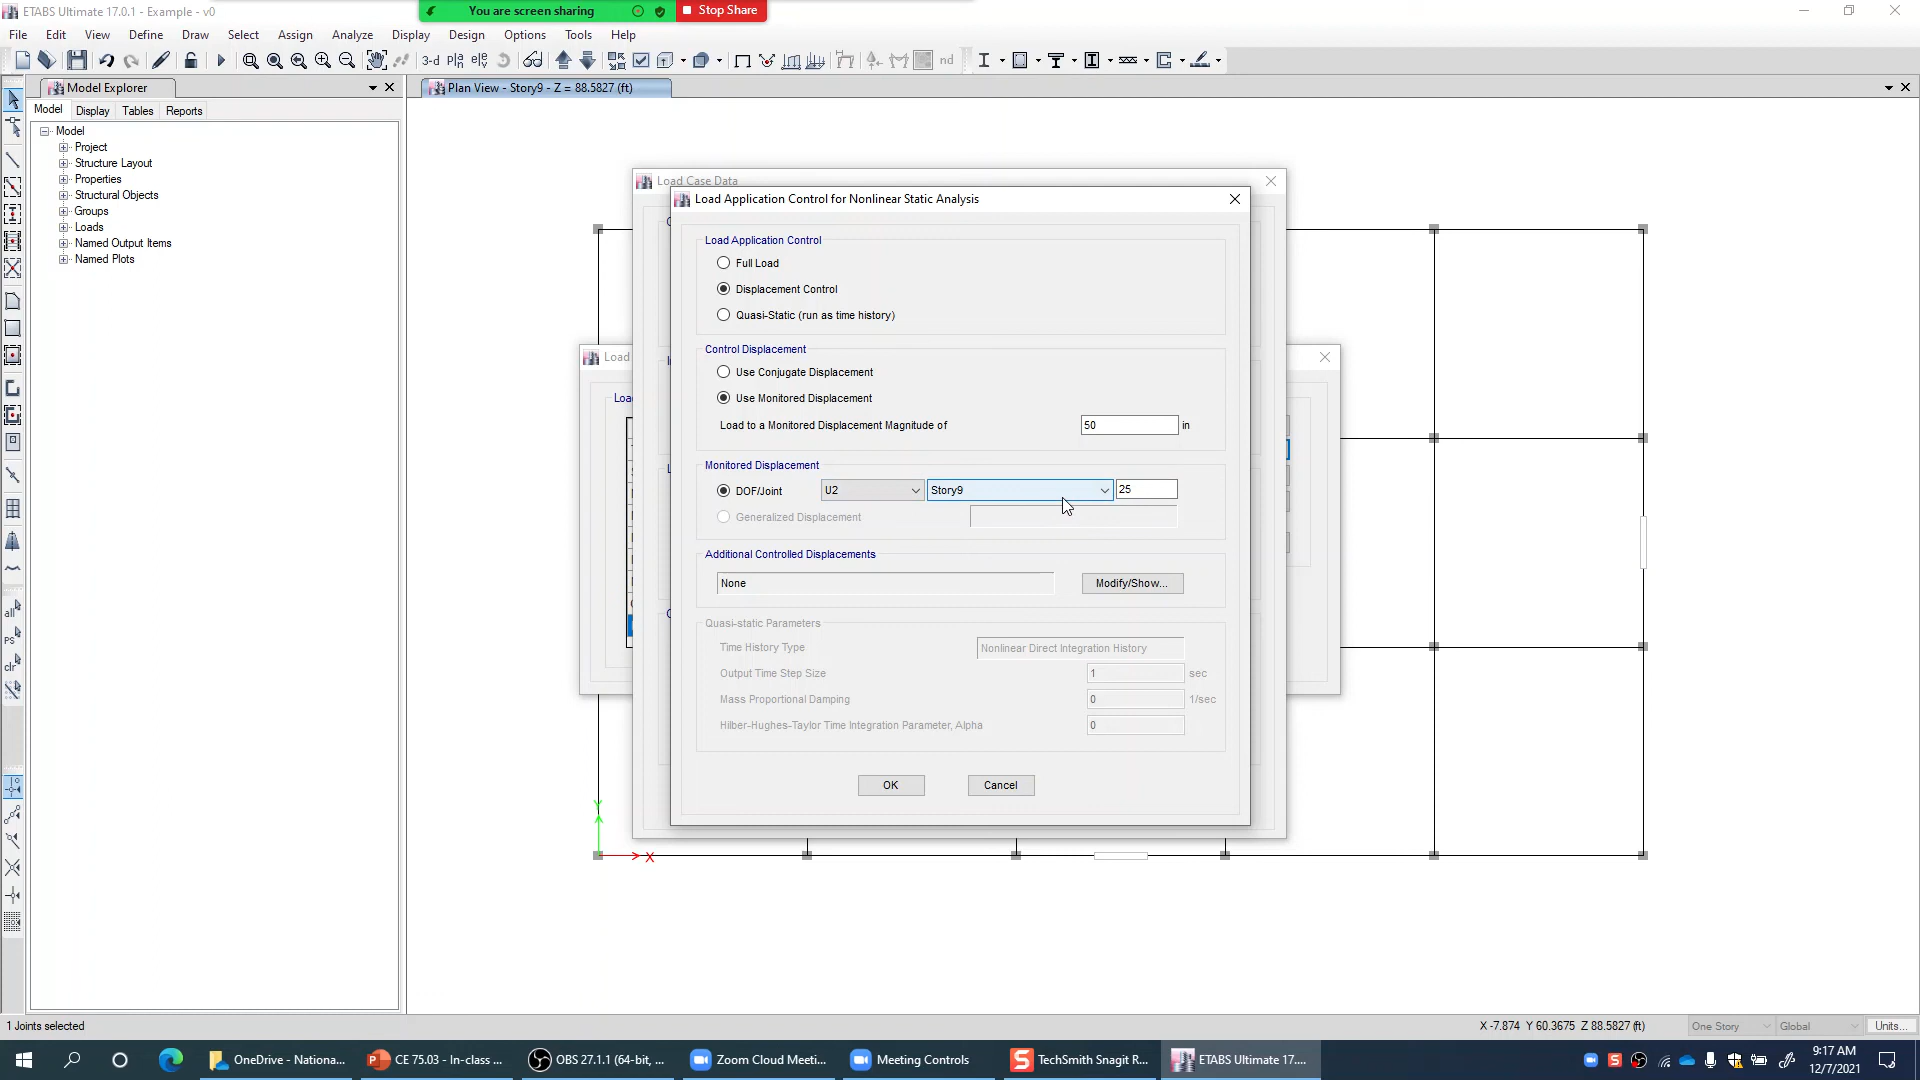 ETABS Ultimate 17.0.1 - Example - v0
You are screen sharing
Stop Share
File Edit View Define Draw Select Assign Analyze Display Design Options Tools Help
3-d
nd
Model Explorer
Plan View - Story9 - Z = 88.5827 (ft)
Model Display Tables Reports
Model
Project
Structure Layout
Properties
Structural Objects
Groups
Loads
Named Output Items
Named Plots
all
PS
clr
Load Case Data
Load
Loa
Load Application Control for Nonlinear Static Analysis
Load Application Control
Full Load
Displacement Control
Quasi-Static (run as time history)
Control Displacement
Use Conjugate Displacement
Use Monitored Displacement
Load to a Monitored Displacement Magnitude of 50 in
Monitored Displacement
DOF/Joint U2 Story9 25
Generalized Displacement
Additional Controlled Displacements
None Modify/Show...
Quasi-static Parameters
Time History Type Nonlinear Direct Integration History
Output Time Step Size 1 sec
Mass Proportional Damping 0 1/sec
Hilber-Hughes-Taylor Time Integration Parameter, Alpha 0
OK Cancel
Y
X
1 Joints selected
X -7.874 Y 60.3675 Z 88.5827 (ft)
One Story Global Units...
OneDrive - Nationa...
CE 75.03 - In-class ...
OBS 27.1.1 (64-bit, ...
Zoom Cloud Meeti...
Meeting Controls
TechSmith Snagit R...
ETABS Ultimate 17....
9:17 AM
12/7/2021